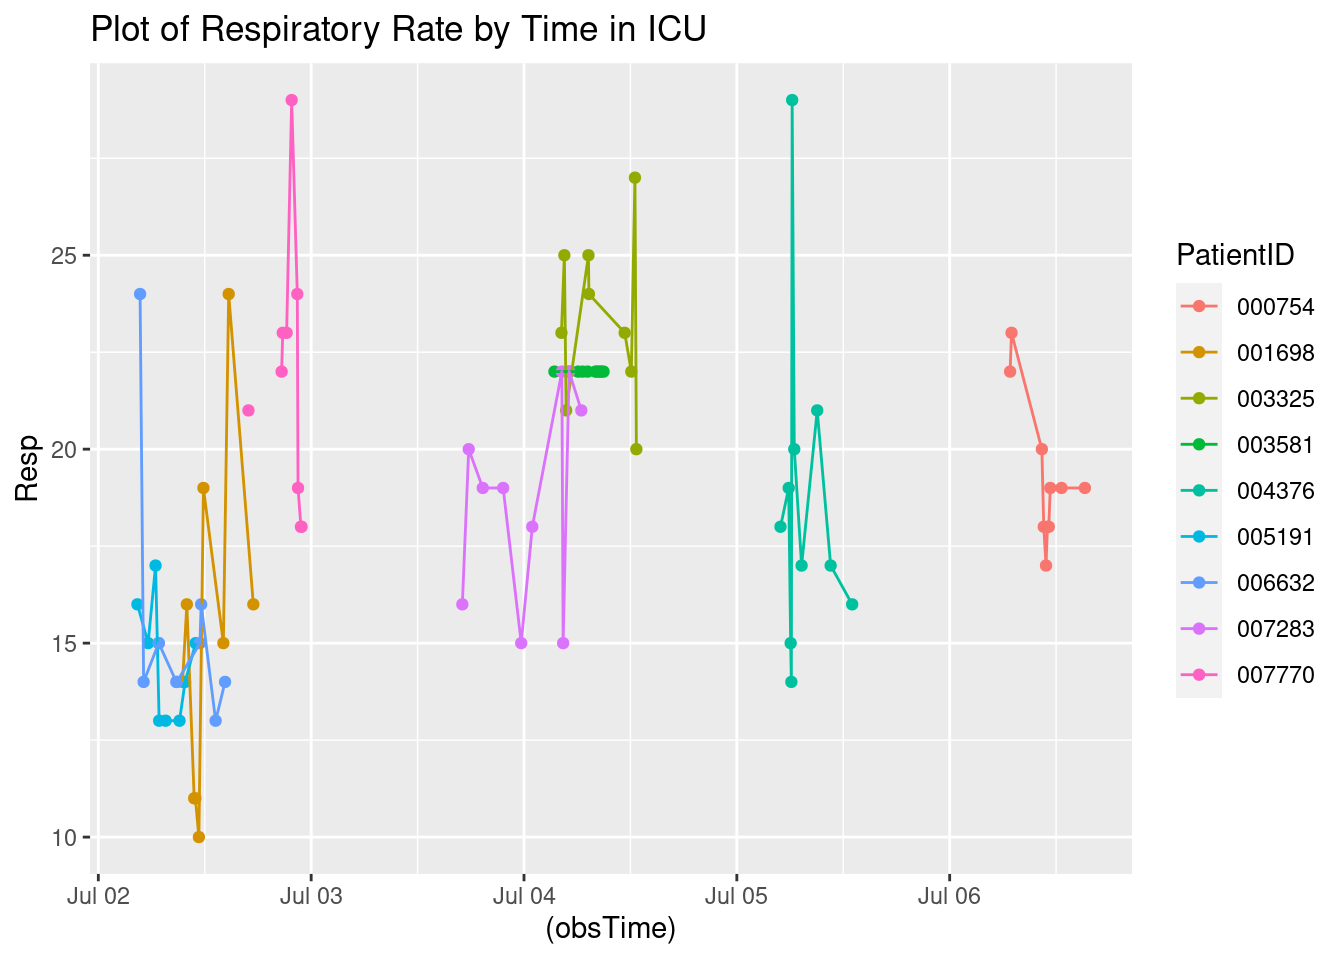 Plot of Respiratory Rate by Time in ICU
Resp
25
20
15
10
Jul 02
Jul 03
Jul 04
Jul 05
Jul 06
(obsTime)
PatientID
000754
001698
003325
003581
004376
005191
006632
007283
007770